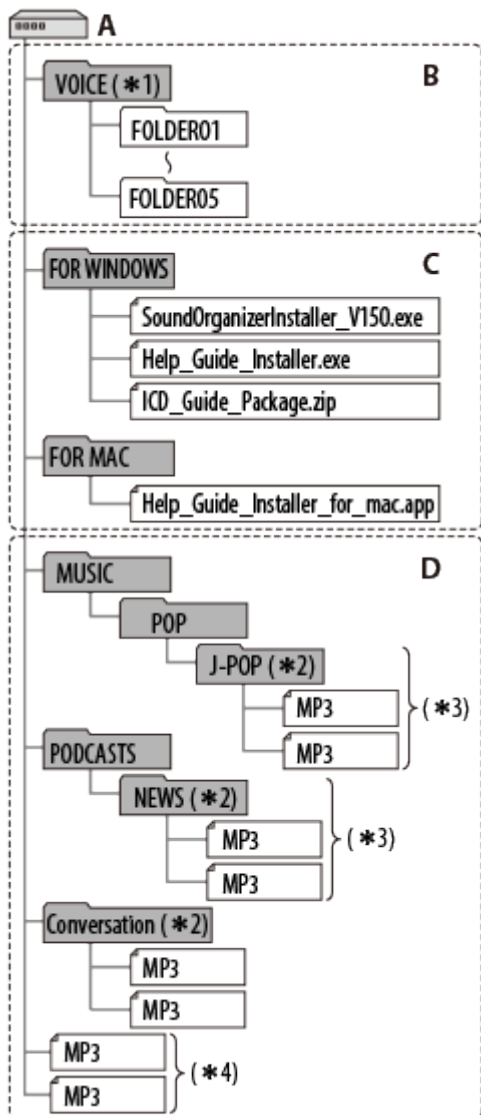 A
VOICE (∗1) B
FOLDER01
FOLDER05
FOR WINDOWS C
SoundOrganizerInstaller_V150.exe
Help_Guide_Installer.exe
ICD_Guide_Package.zip
FOR MAC
Help_Guide_Installer_for_mac.app
MUSIC D
POP
J-POP (∗2)
MP3 (∗3)
MP3
PODCASTS
NEWS (∗2)
MP3 (∗3)
MP3
Conversation (∗2)
MP3
MP3
MP3 (∗4)
MP3